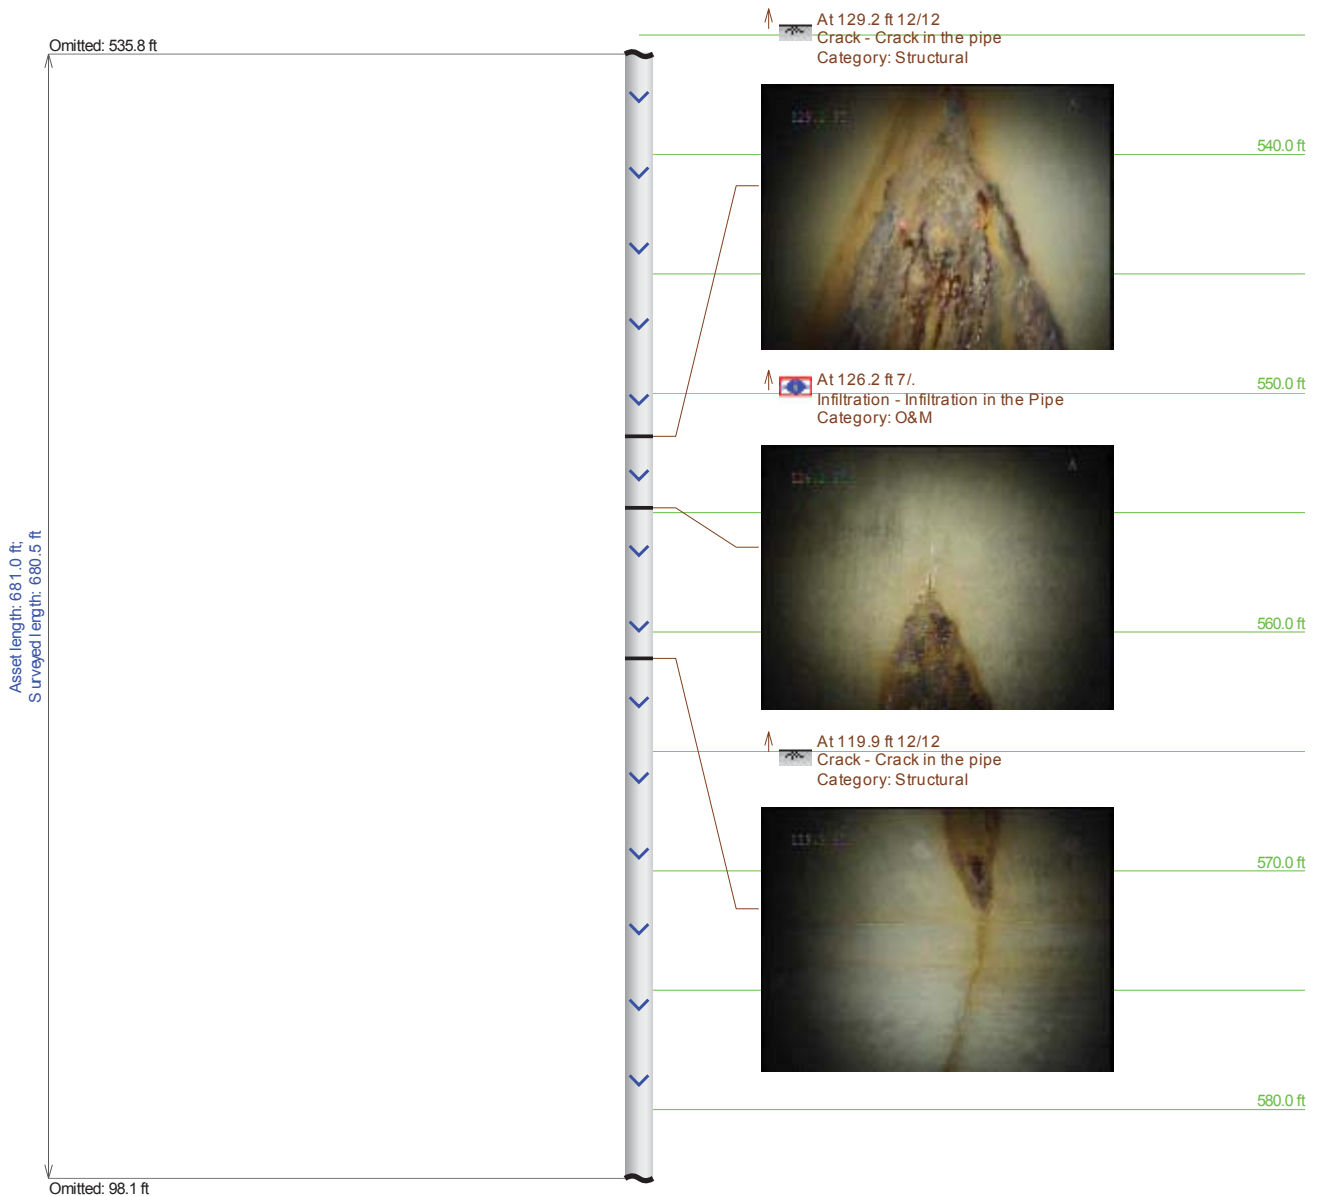 Omitted: 535.8 ft
At 129.2 ft 12/12
Crack - Crack in the pipe
Category: Structural
540.0 ft
At 126.2 ft 7/.
Infiltration - Infiltration in the Pipe
Category: O&M
550.0 ft
Asset length: 681.0 ft;
Surveyed length: 680.5 ft
560.0 ft
At 119.9 ft 12/12
Crack - Crack in the pipe
Category: Structural
570.0 ft
580.0 ft
Omitted: 98.1 ft